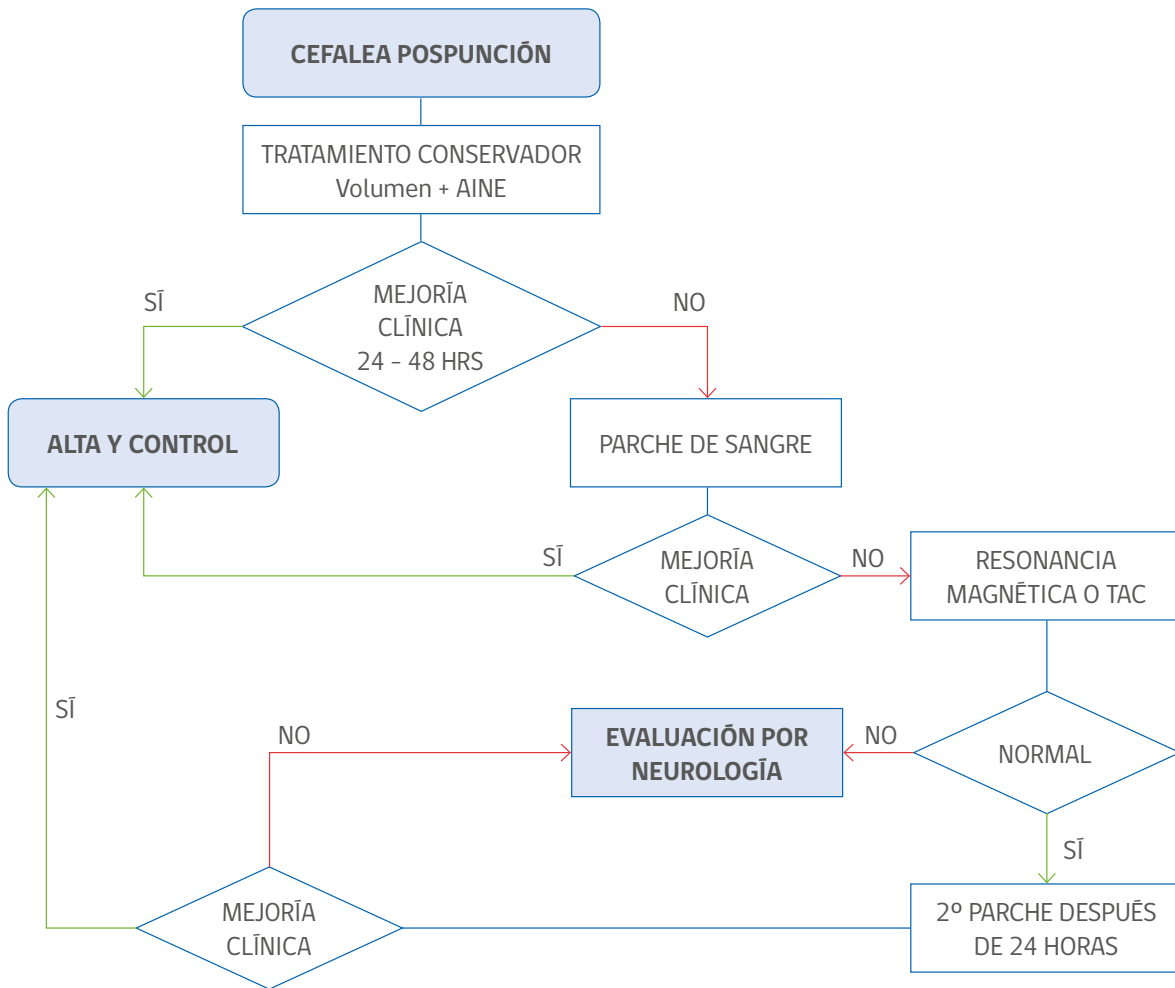 CEFALEA POSPUNCIÓN
TRATAMIENTO CONSERVADOR
Volumen + AINE
SÍ
MEJORÍA
CLÍNICA
24 – 48 HRS
NO
ALTA Y CONTROL
PARCHE DE SANGRE
SÍ
MEJORÍA
CLÍNICA
NO
RESONANCIA
MAGNÉTICA O TAC
SÍ
NO
EVALUACIÓN POR
NEUROLOGÍA
NO
NORMAL
SÍ
MEJORÍA
CLÍNICA
2º PARCHE DESPUÉS
DE 24 HORAS